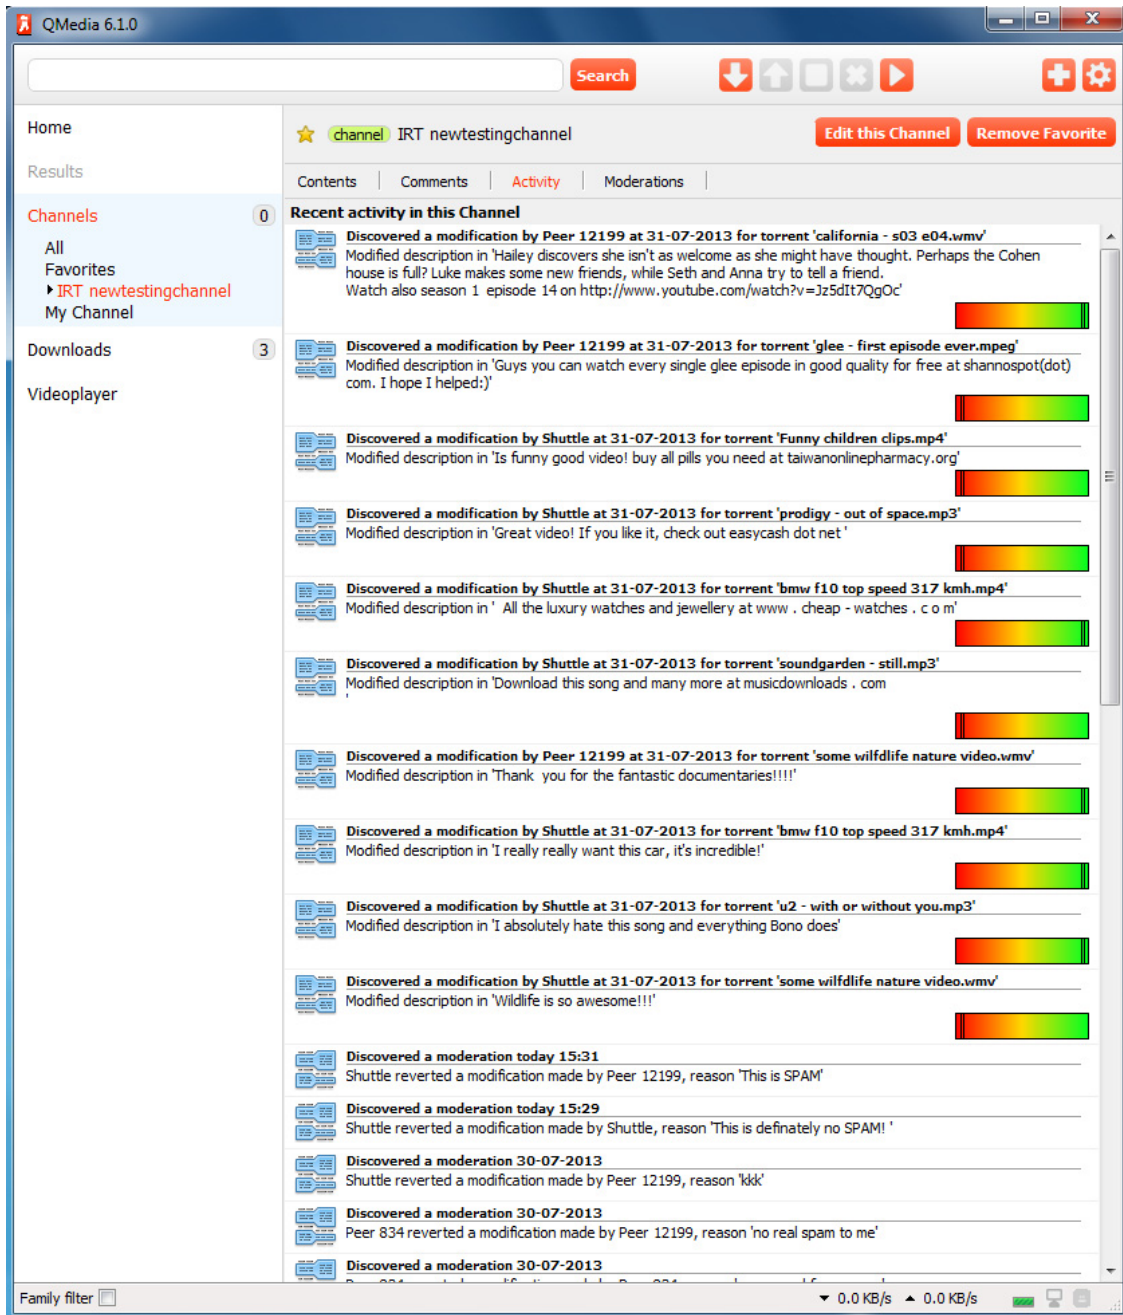 QMedia 6.1.0
Search
Home
Results
Channels 0
All
Favorites
IRT newtestingchannel
My Channel
Downloads 3
Videoplayer
channel IRT newtestingchannel
Edit this Channel
Remove Favorite
Contents
Comments
Activity
Moderations
Recent activity in this Channel
Discovered a modification by Peer 12199 at 31-07-2013 for torrent 'california - s03 e04.wmv'
Modified description in 'Hailey discovers she isn't as welcome as she might have thought. Perhaps the Cohen
house is full? Luke makes some new friends, while Seth and Anna try to tell a friend.
Watch also season 1 episode 14 on http://www.youtube.com/watch?v=Jz5dIt7QgOc'
Discovered a modification by Peer 12199 at 31-07-2013 for torrent 'glee - first episode ever.mpeg'
Modified description in 'Guys you can watch every single glee episode in good quality for free at shannospot(dot)
com. I hope I helped:)'
Discovered a modification by Shuttle at 31-07-2013 for torrent 'Funny children clips.mp4'
Modified description in 'Is funny good video! buy all pills you need at taiwanonlinepharmacy.org'
Discovered a modification by Shuttle at 31-07-2013 for torrent 'prodigy - out of space.mp3'
Modified description in 'Great video! If you like it, check out easycash dot net '
Discovered a modification by Shuttle at 31-07-2013 for torrent 'bmw f10 top speed 317 kmh.mp4'
Modified description in '  All the luxury watches and jewellery at www . cheap - watches . c o m'
Discovered a modification by Shuttle at 31-07-2013 for torrent 'soundgarden - still.mp3'
Modified description in 'Download this song and many more at musicdownloads . com
'
Discovered a modification by Peer 12199 at 31-07-2013 for torrent 'some wilfdlife nature video.wmv'
Modified description in 'Thank  you for the fantastic documentaries!!!!'
Discovered a modification by Shuttle at 31-07-2013 for torrent 'bmw f10 top speed 317 kmh.mp4'
Modified description in 'I really really want this car, it's incredible!'
Discovered a modification by Shuttle at 31-07-2013 for torrent 'u2 - with or without you.mp3'
Modified description in 'I absolutely hate this song and everything Bono does'
Discovered a modification by Shuttle at 31-07-2013 for torrent 'some wilfdlife nature video.wmv'
Modified description in 'Wildlife is so awesome!!!'
Discovered a moderation today 15:31
Shuttle reverted a modification made by Peer 12199, reason 'This is SPAM'
Discovered a moderation today 15:29
Shuttle reverted a modification made by Shuttle, reason 'This is definately no SPAM! '
Discovered a moderation 30-07-2013
Shuttle reverted a modification made by Peer 12199, reason 'kkk'
Discovered a moderation 30-07-2013
Peer 834 reverted a modification made by Peer 12199, reason 'no real spam to me'
Discovered a moderation 30-07-2013
Family filter
0.0 KB/s 0.0 KB/s